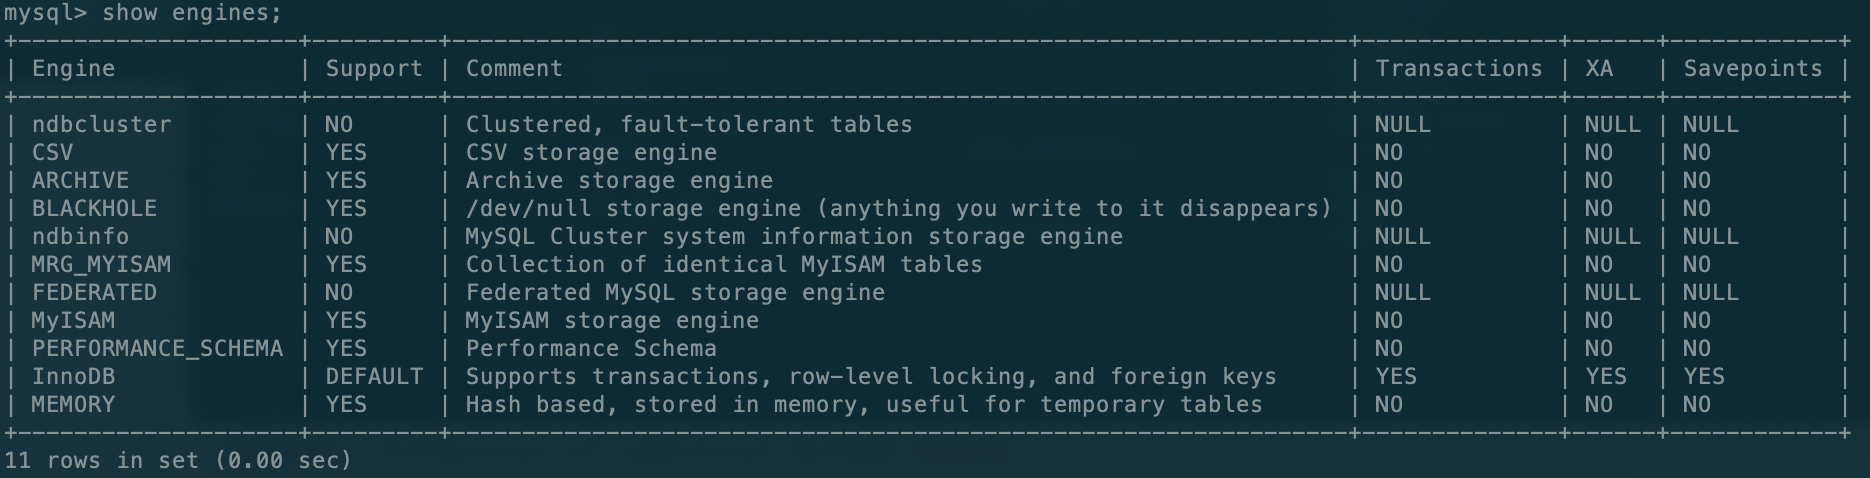 mysql> show engines;
+--------------------+---------+----------------------------------------------------------------+--------------+------+------------+
| Engine             | Support | Comment                                                        | Transactions | XA   | Savepoints |
+--------------------+---------+----------------------------------------------------------------+--------------+------+------------+
| ndbcluster         | NO      | Clustered, fault-tolerant tables                               | NULL         | NULL | NULL       |
| CSV                | YES     | CSV storage engine                                             | NO           | NO   | NO         |
| ARCHIVE            | YES     | Archive storage engine                                         | NO           | NO   | NO         |
| BLACKHOLE          | YES     | /dev/null storage engine (anything you write to it disappears) | NO           | NO   | NO         |
| ndbinfo            | NO      | MySQL Cluster system information storage engine                | NULL         | NULL | NULL       |
| MRG_MYISAM         | YES     | Collection of identical MyISAM tables                          | NO           | NO   | NO         |
| FEDERATED          | NO      | Federated MySQL storage engine                                 | NULL         | NULL | NULL       |
| MyISAM             | YES     | MyISAM storage engine                                          | NO           | NO   | NO         |
| PERFORMANCE_SCHEMA | YES     | Performance Schema                                             | NO           | NO   | NO         |
| InnoDB             | DEFAULT | Supports transactions, row-level locking, and foreign keys     | YES          | YES  | YES        |
| MEMORY             | YES     | Hash based, stored in memory, useful for temporary tables      | NO           | NO   | NO         |
+--------------------+---------+----------------------------------------------------------------+--------------+------+------------+
11 rows in set (0.00 sec)